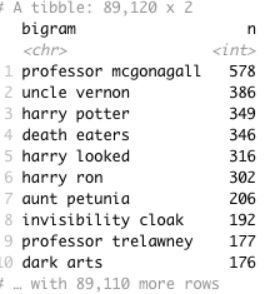 # A tibble: 89,120 x 2
bigram n
<chr> <int>
1 professor mcgonagall 578
2 uncle vernon 386
3 harry potter 349
4 death eaters 346
5 harry looked 316
6 harry ron 302
7 aunt petunia 206
8 invisibility cloak 192
9 professor trelawney 177
10 dark arts 176
# … with 89,110 more rows